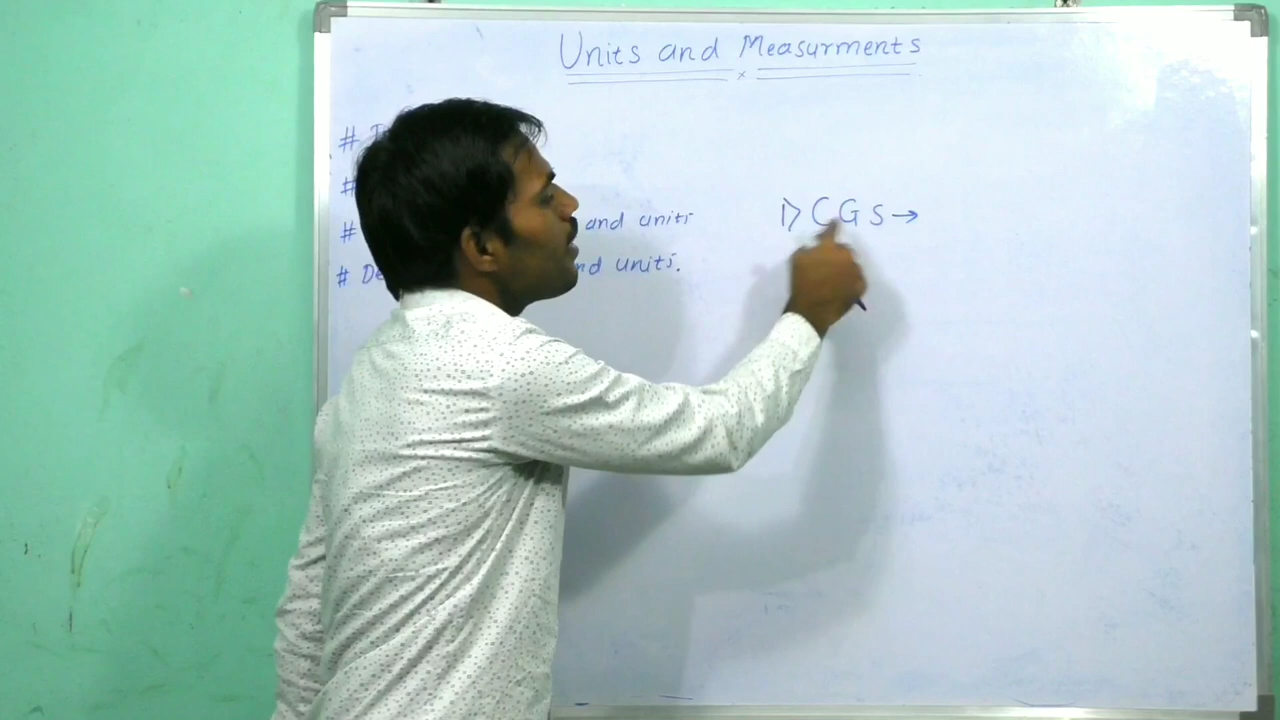 Units and Measurments
#
#
# and units
# De nd units.
1) C G S →